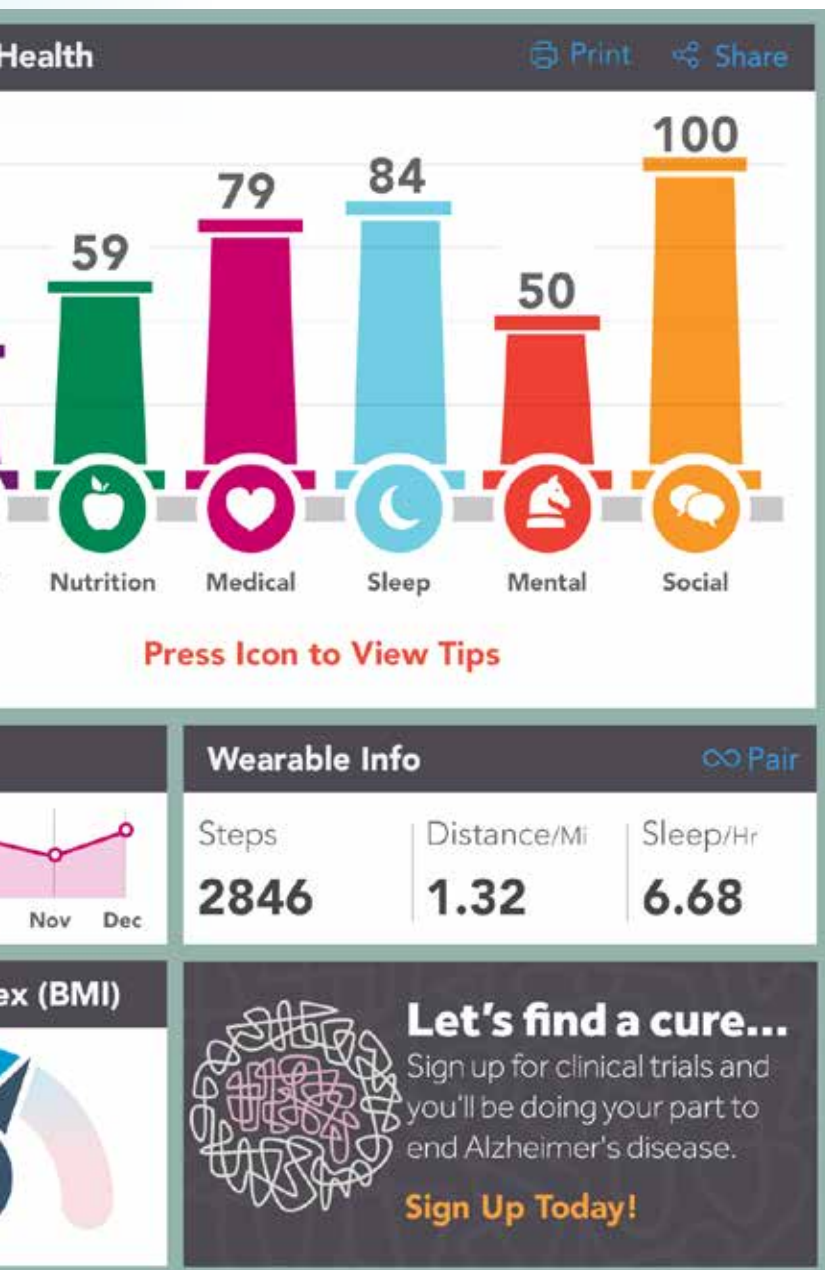 Health
Print
Share
59
79
84
50
100
Nutrition
Medical
Sleep
Mental
Social
Press Icon to View Tips
Wearable Info
Pair
Steps
Distance/Mi
Sleep/Hr
2846
1.32
6.68
Nov
Dec
ex (BMI)
Let's find a cure...
Sign up for clinical trials and
you'll be doing your part to
end Alzheimer's disease.
Sign Up Today!